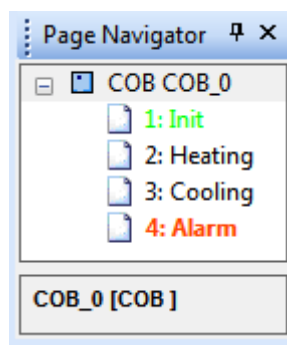 Page Navigator
COB COB_0
1: Init
2: Heating
3: Cooling
4: Alarm
COB_0 [COB ]